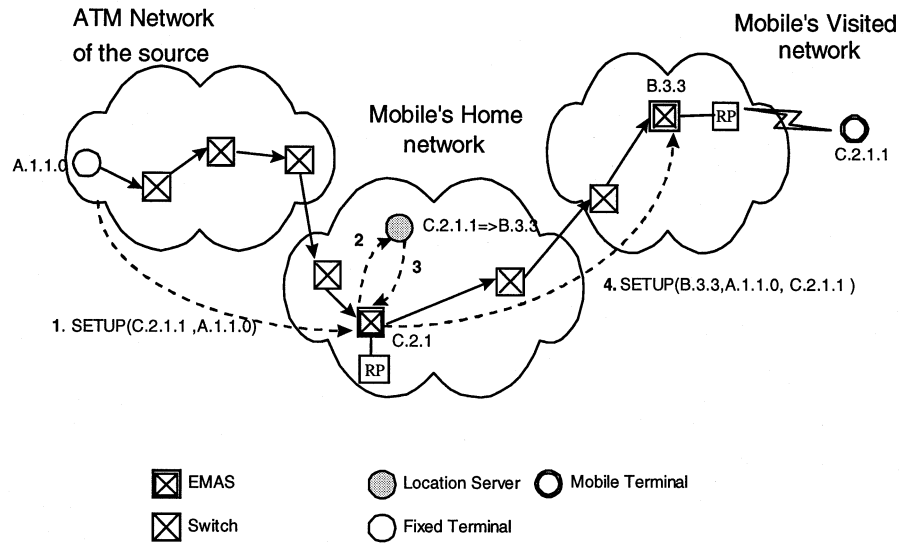 ATM Network
of the source
Mobile's Visited
network
Mobile's Home
network
B.3.3
RP
A.1.1.0
C.2.1.1
C.2.1.1=>B.3.3
2
3
4. SETUP(B.3.3,A.1.1.0, C.2.1.1 )
1. SETUP(C.2.1.1 ,A.1.1.0)
C.2.1
RP
EMAS
Location Server
Mobile Terminal
Switch
Fixed Terminal